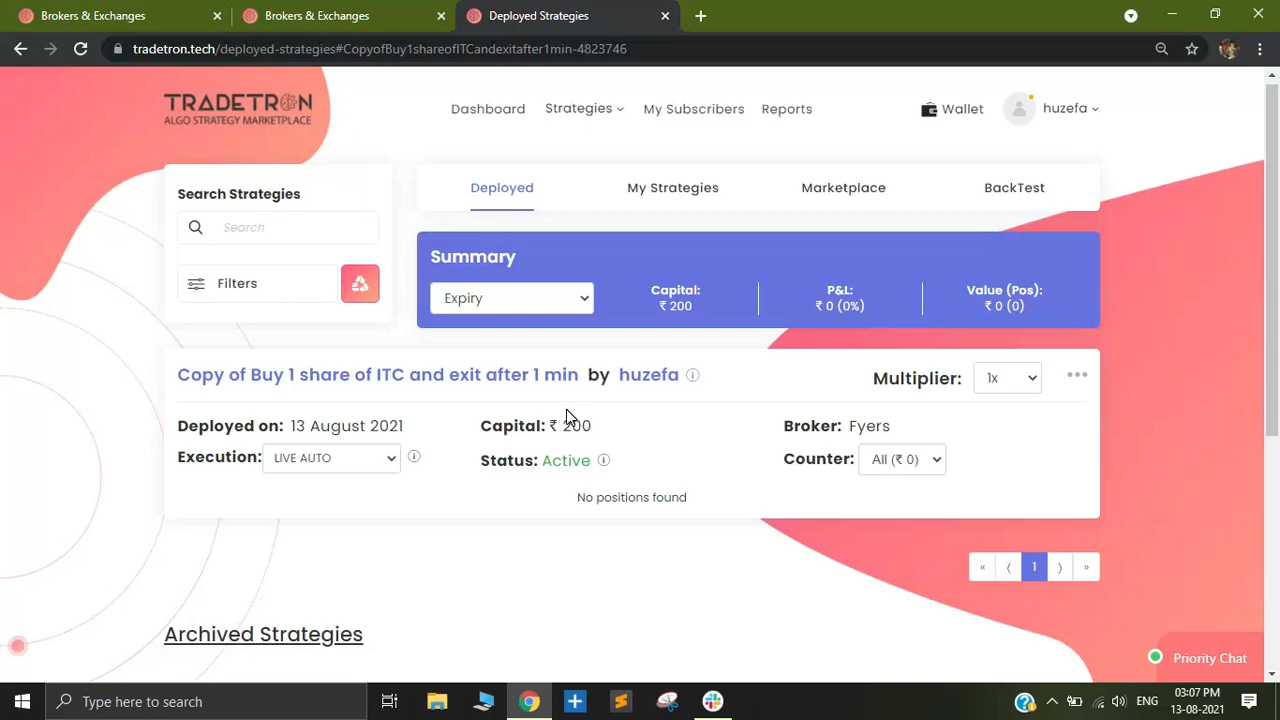 Brokers & Exchanges
Brokers & Exchanges
Deployed Strategies
tradetron.tech/deployed-strategies#CopyofBuy1shareofITCandexitafter1min-4823746
TRADETRON
ALGO STRATEGY MARKETPLACE
Dashboard
Strategies
My Subscribers
Reports
Wallet
huzefa
Search Strategies
Search
Filters
Deployed
My Strategies
Marketplace
BackTest
Summary
Expiry
Capital:
₹ 200
P&L:
₹ 0 (0%)
Value (Pos):
₹ 0 (0)
Copy of Buy 1 share of ITC and exit after 1 min by huzefa
Multiplier: 1x
Deployed on: 13 August 2021
Capital: ₹ 200
Broker: Fyers
Execution: LIVE AUTO
Status: Active
Counter: All (₹ 0)
No positions found
« ⟨ 1 ⟩ »
Archived Strategies
Priority Chat
Type here to search
ENG
03:07 PM
13-08-2021